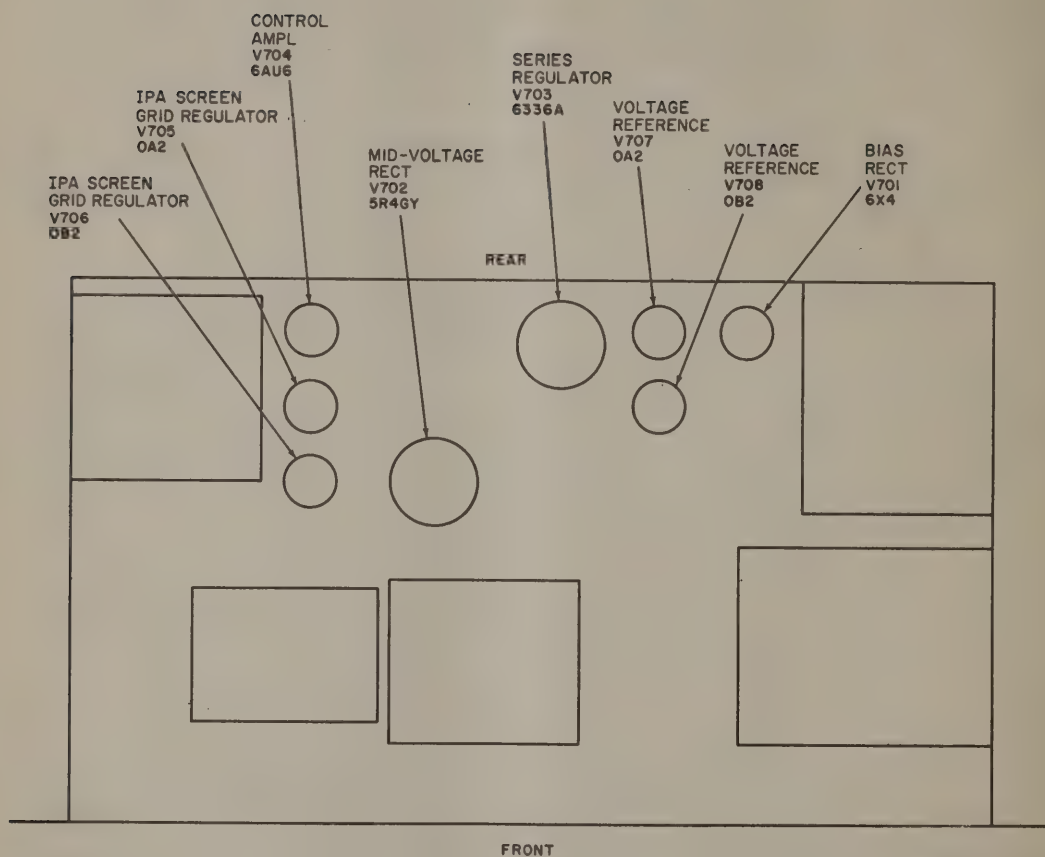 CONTROL
AMPL
V704
6AU6
IPA SCREEN
GRID REGULATOR
V705
OA2
IPA SCREEN
GRID REGULATOR
V706
OB2
MID-VOLTAGE
RECT
V702
5R4GY
SERIES
REGULATOR
V703
6336A
VOLTAGE
REFERENCE
V707
OA2
VOLTAGE
REFERENCE
V708
OB2
BIAS
RECT
V701
6X4
REAR
FRONT